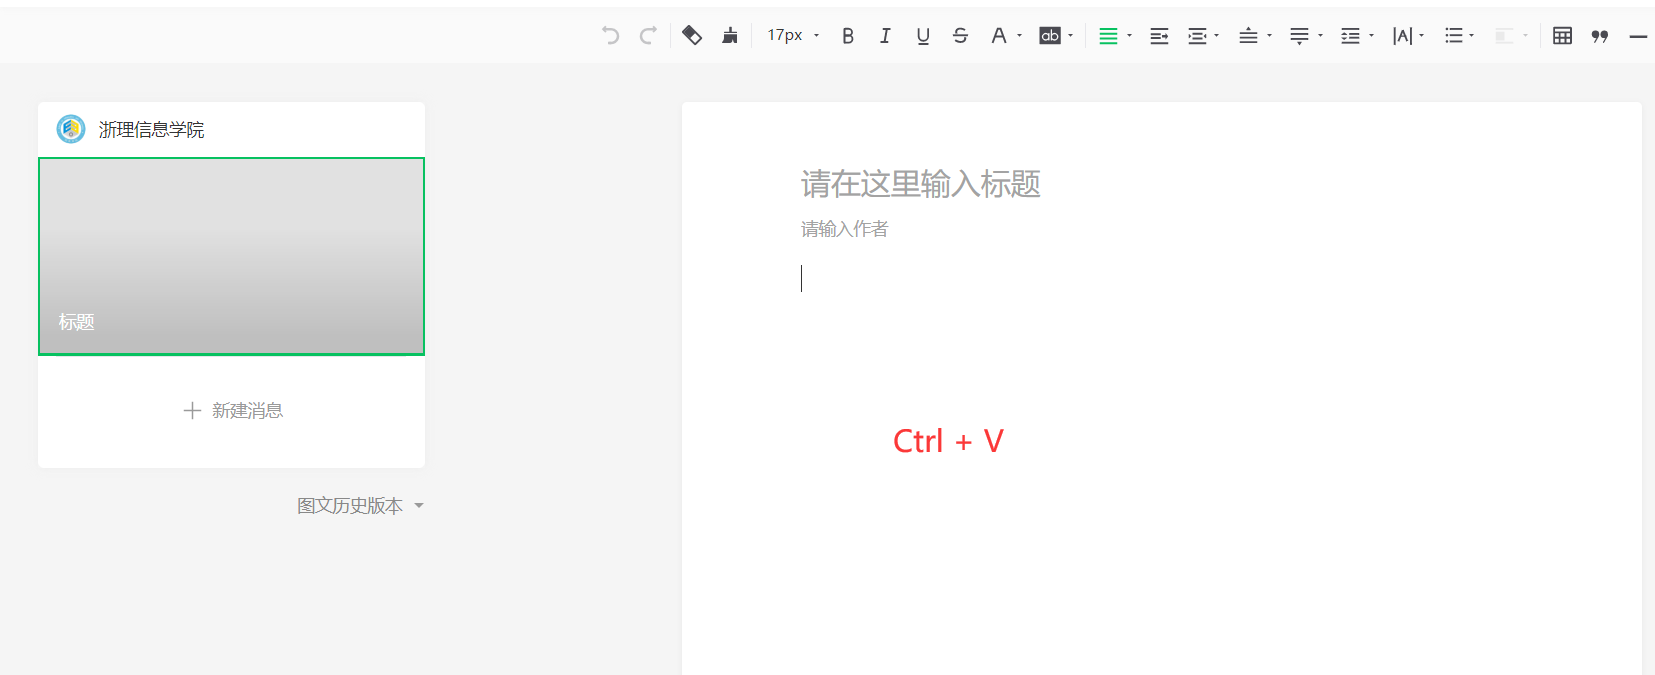 17px
B I U S A ab A
浙理信息学院
标题
新建消息
图文历史版本
请在这里输入标题
请输入作者
Ctrl + V